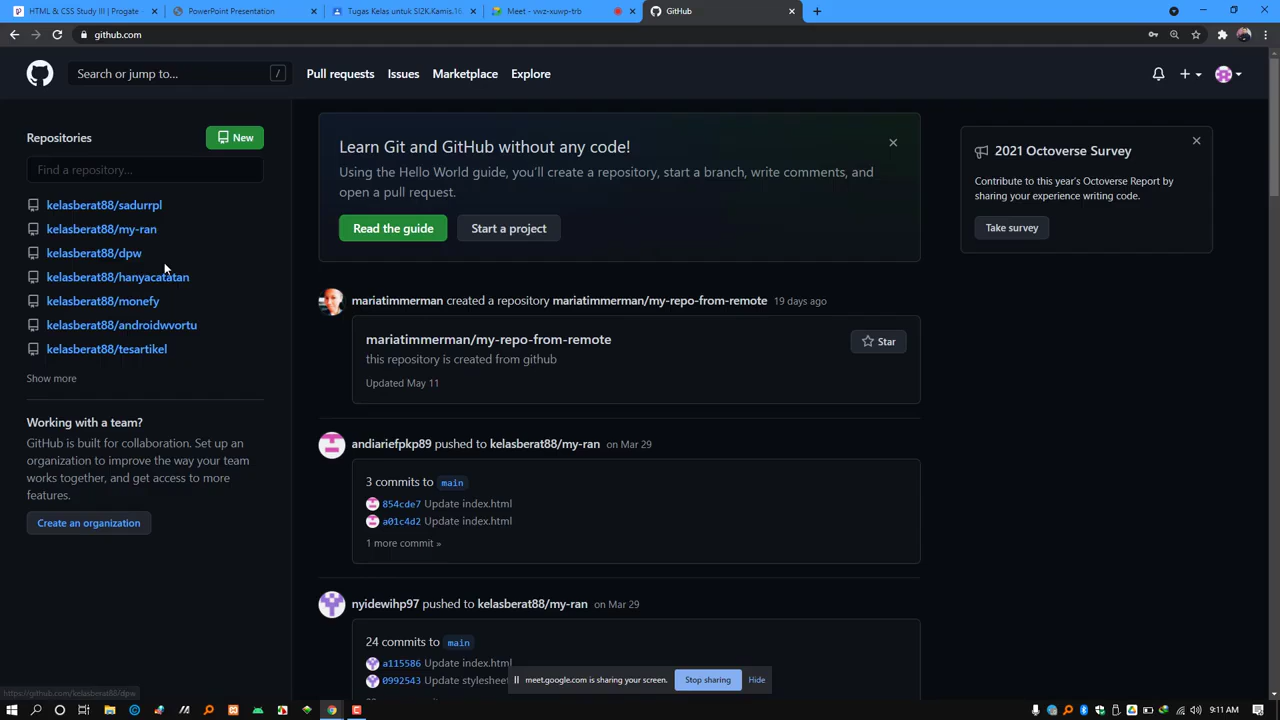 HTML & CSS Study III | Progate
PowerPoint Presentation
Tugas Kelas untuk SI2K.Kamis.16
Meet - vwz-xuwp-trb
GitHub
github.com
Search or jump to...
/
Pull requests
Issues
Marketplace
Explore
Repositories
New
Find a repository...
kelasberat88/sadurrpl
kelasberat88/my-ran
kelasberat88/dpw
kelasberat88/hanyacatatan
kelasberat88/monefy
kelasberat88/androidwvortu
kelasberat88/tesartikel
Show more
Working with a team?
GitHub is built for collaboration. Set up an
organization to improve the way your team
works together, and get access to more
features.
Create an organization
Learn Git and GitHub without any code!
Using the Hello World guide, you'll create a repository, start a branch, write comments, and
open a pull request.
Read the guide
Start a project
mariatimmerman created a repository mariatimmerman/my-repo-from-remote 19 days ago
mariatimmerman/my-repo-from-remote
Star
this repository is created from github
Updated May 11
andiariefpkp89 pushed to kelasberat88/my-ran on Mar 29
3 commits to main
854cde7 Update index.html
a01c4d2 Update index.html
1 more commit »
nyidewihp97 pushed to kelasberat88/my-ran on Mar 29
24 commits to main
a115586 Update index.html
0992543 Update stylesheet
2021 Octoverse Survey
Contribute to this year's Octoverse Report by
sharing your experience writing code.
Take survey
meet.google.com is sharing your screen.
Stop sharing
Hide
https://github.com/kelasberat88/dpw
9:11 AM